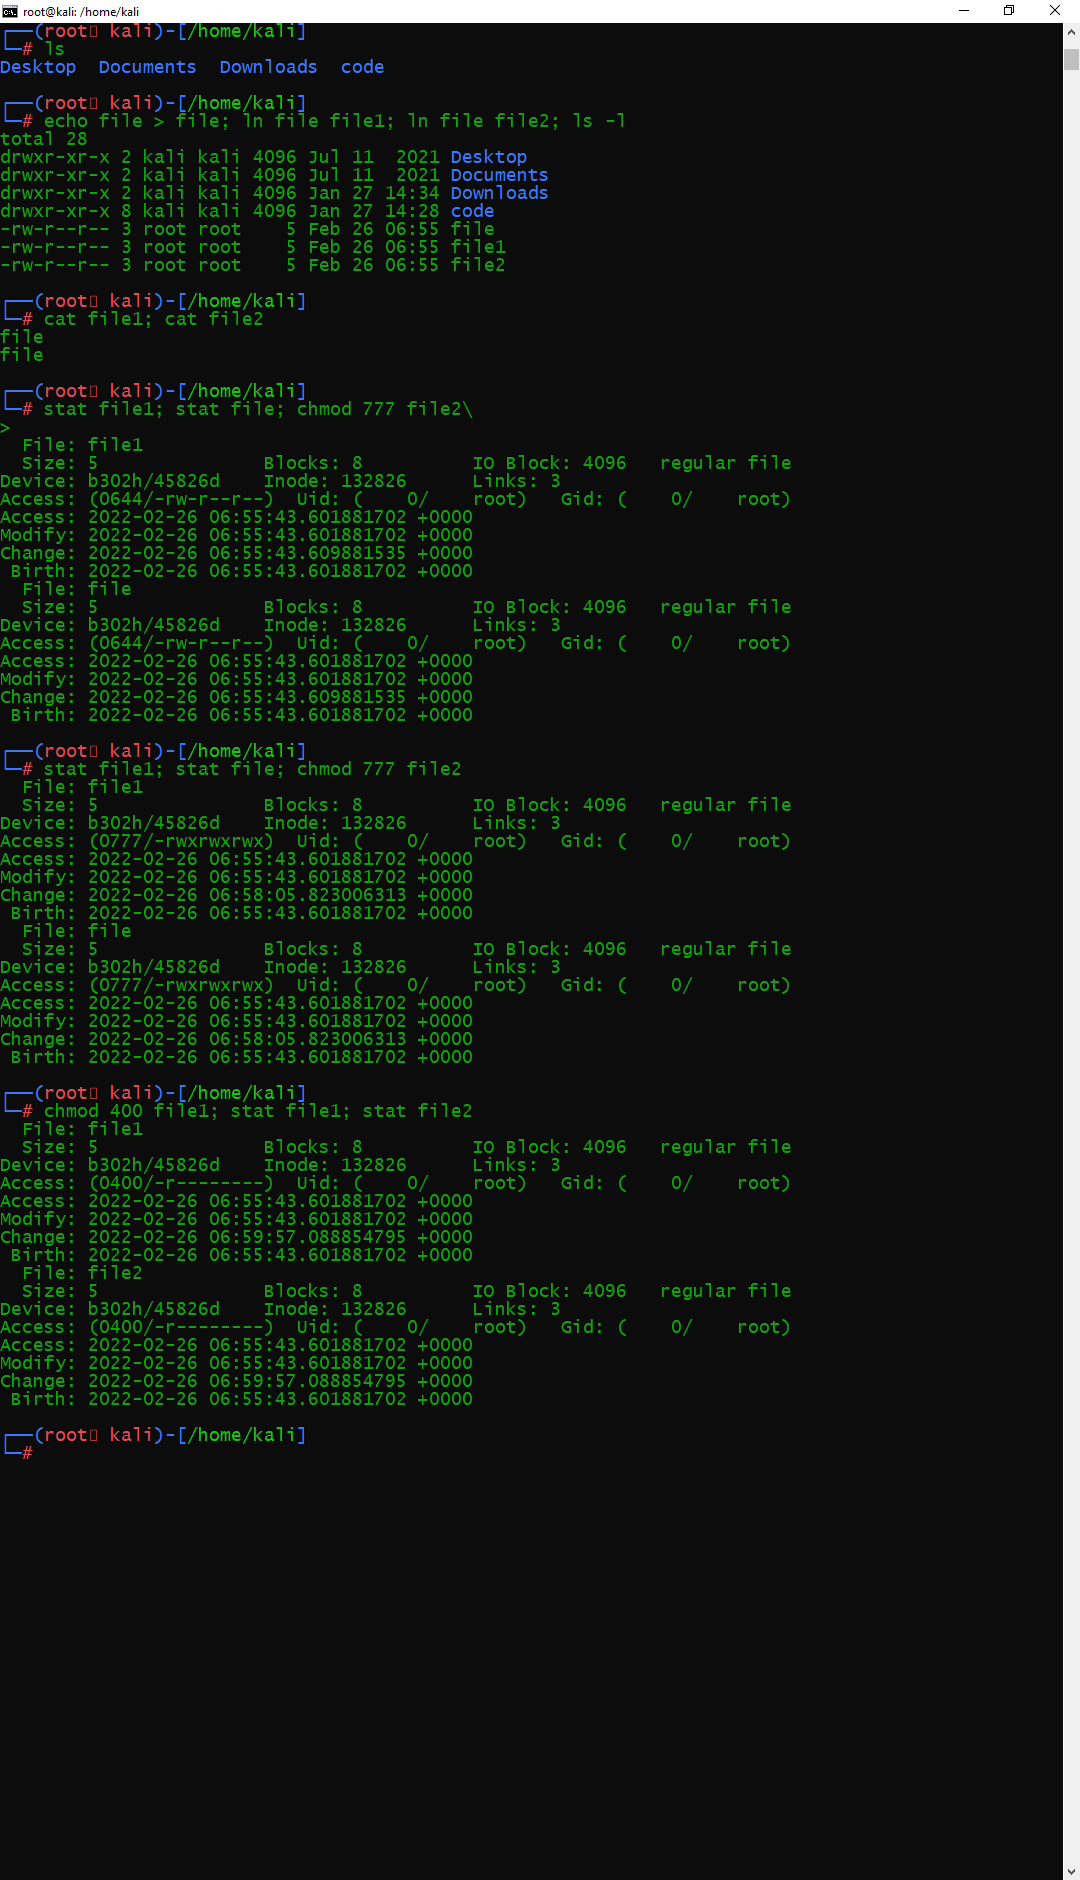 root@kali: /home/kali
┌──(root▯ kali)-[/home/kali]
└─# ls
Desktop  Documents  Downloads  code

┌──(root▯ kali)-[/home/kali]
└─# echo file > file; ln file file1; ln file file2; ls -l
total 28
drwxr-xr-x 2 kali kali 4096 Jul 11  2021 Desktop
drwxr-xr-x 2 kali kali 4096 Jul 11  2021 Documents
drwxr-xr-x 2 kali kali 4096 Jan 27 14:34 Downloads
drwxr-xr-x 8 kali kali 4096 Jan 27 14:28 code
-rw-r--r-- 3 root root    5 Feb 26 06:55 file
-rw-r--r-- 3 root root    5 Feb 26 06:55 file1
-rw-r--r-- 3 root root    5 Feb 26 06:55 file2

┌──(root▯ kali)-[/home/kali]
└─# cat file1; cat file2
file
file

┌──(root▯ kali)-[/home/kali]
└─# stat file1; stat file; chmod 777 file2\
>
  File: file1
  Size: 5               Blocks: 8          IO Block: 4096   regular file
Device: b302h/45826d    Inode: 132826      Links: 3
Access: (0644/-rw-r--r--)  Uid: (    0/    root)   Gid: (    0/    root)
Access: 2022-02-26 06:55:43.601881702 +0000
Modify: 2022-02-26 06:55:43.601881702 +0000
Change: 2022-02-26 06:55:43.609881535 +0000
 Birth: 2022-02-26 06:55:43.601881702 +0000
  File: file
  Size: 5               Blocks: 8          IO Block: 4096   regular file
Device: b302h/45826d    Inode: 132826      Links: 3
Access: (0644/-rw-r--r--)  Uid: (    0/    root)   Gid: (    0/    root)
Access: 2022-02-26 06:55:43.601881702 +0000
Modify: 2022-02-26 06:55:43.601881702 +0000
Change: 2022-02-26 06:55:43.609881535 +0000
 Birth: 2022-02-26 06:55:43.601881702 +0000

┌──(root▯ kali)-[/home/kali]
└─# stat file1; stat file; chmod 777 file2
  File: file1
  Size: 5               Blocks: 8          IO Block: 4096   regular file
Device: b302h/45826d    Inode: 132826      Links: 3
Access: (0777/-rwxrwxrwx)  Uid: (    0/    root)   Gid: (    0/    root)
Access: 2022-02-26 06:55:43.601881702 +0000
Modify: 2022-02-26 06:55:43.601881702 +0000
Change: 2022-02-26 06:58:05.823006313 +0000
 Birth: 2022-02-26 06:55:43.601881702 +0000
  File: file
  Size: 5               Blocks: 8          IO Block: 4096   regular file
Device: b302h/45826d    Inode: 132826      Links: 3
Access: (0777/-rwxrwxrwx)  Uid: (    0/    root)   Gid: (    0/    root)
Access: 2022-02-26 06:55:43.601881702 +0000
Modify: 2022-02-26 06:55:43.601881702 +0000
Change: 2022-02-26 06:58:05.823006313 +0000
 Birth: 2022-02-26 06:55:43.601881702 +0000

┌──(root▯ kali)-[/home/kali]
└─# chmod 400 file1; stat file1; stat file2
  File: file1
  Size: 5               Blocks: 8          IO Block: 4096   regular file
Device: b302h/45826d    Inode: 132826      Links: 3
Access: (0400/-r--------)  Uid: (    0/    root)   Gid: (    0/    root)
Access: 2022-02-26 06:55:43.601881702 +0000
Modify: 2022-02-26 06:55:43.601881702 +0000
Change: 2022-02-26 06:59:57.088854795 +0000
 Birth: 2022-02-26 06:55:43.601881702 +0000
  File: file2
  Size: 5               Blocks: 8          IO Block: 4096   regular file
Device: b302h/45826d    Inode: 132826      Links: 3
Access: (0400/-r--------)  Uid: (    0/    root)   Gid: (    0/    root)
Access: 2022-02-26 06:55:43.601881702 +0000
Modify: 2022-02-26 06:55:43.601881702 +0000
Change: 2022-02-26 06:59:57.088854795 +0000
 Birth: 2022-02-26 06:55:43.601881702 +0000

┌──(root▯ kali)-[/home/kali]
└─#